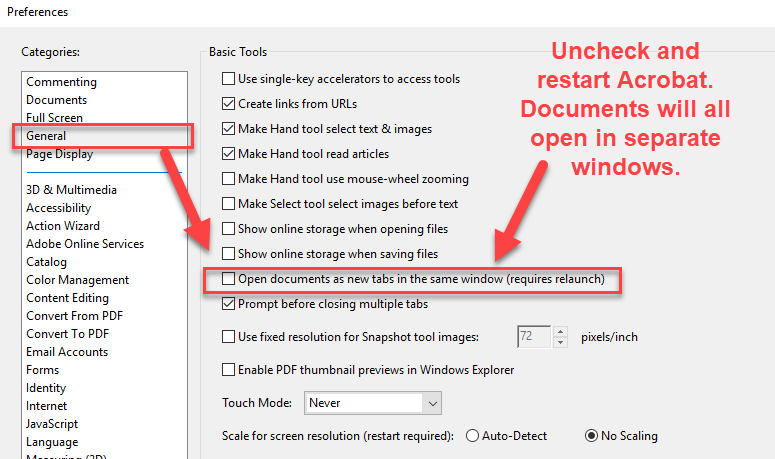 Preferences
Categories:
Commenting
Documents
Full Screen
General
Page Display
3D & Multimedia
Accessibility
Action Wizard
Adobe Online Services
Catalog
Color Management
Content Editing
Convert From PDF
Convert To PDF
Email Accounts
Forms
Identity
Internet
JavaScript
Language
Measuring (3D)
Basic Tools
Use single-key accelerators to access tools
Create links from URLs
Make Hand tool select text & images
Make Hand tool read articles
Make Hand tool use mouse-wheel zooming
Make Select tool select images before text
Show online storage when opening files
Show online storage when saving files
Open documents as new tabs in the same window (requires relaunch)
Prompt before closing multiple tabs
Use fixed resolution for Snapshot tool images: 72 pixels/inch
Enable PDF thumbnail previews in Windows Explorer
Touch Mode: Never
Scale for screen resolution (restart required): Auto-Detect No Scaling
Uncheck and
restart Acrobat.
Documents will all
open in separate
windows.